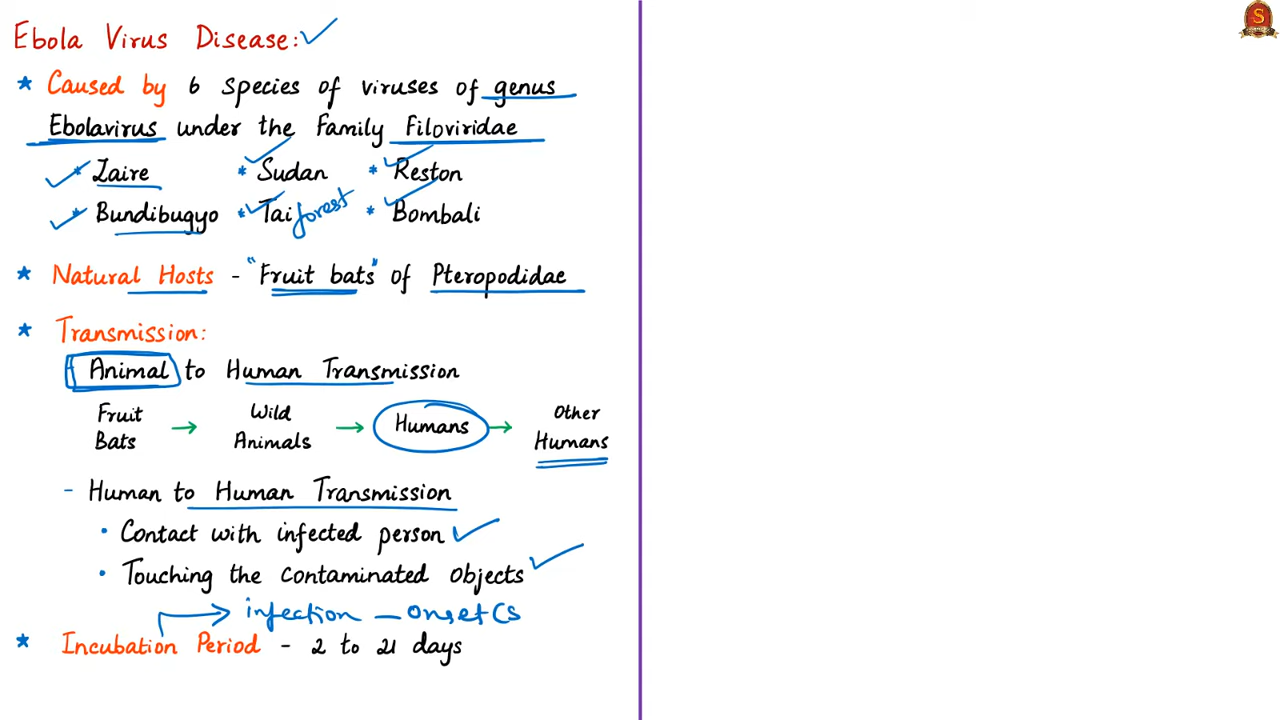 Ebola Virus Disease:
* Caused by 6 species of viruses of genus
Ebolavirus under the Family Filoviridae
* Zaire * Sudan * Reston
* Bundibugyo * Tai forest * Bombali
* Natural Hosts - "Fruit bats" of Pteropodidae
* Transmission:
- Animal to Human Transmission
Fruit Bats → Wild Animals → Humans → Other Humans
- Human to Human Transmission
• Contact with infected person
• Touching the contaminated objects
→ infection - onset CS
* Incubation Period - 2 to 21 days
S